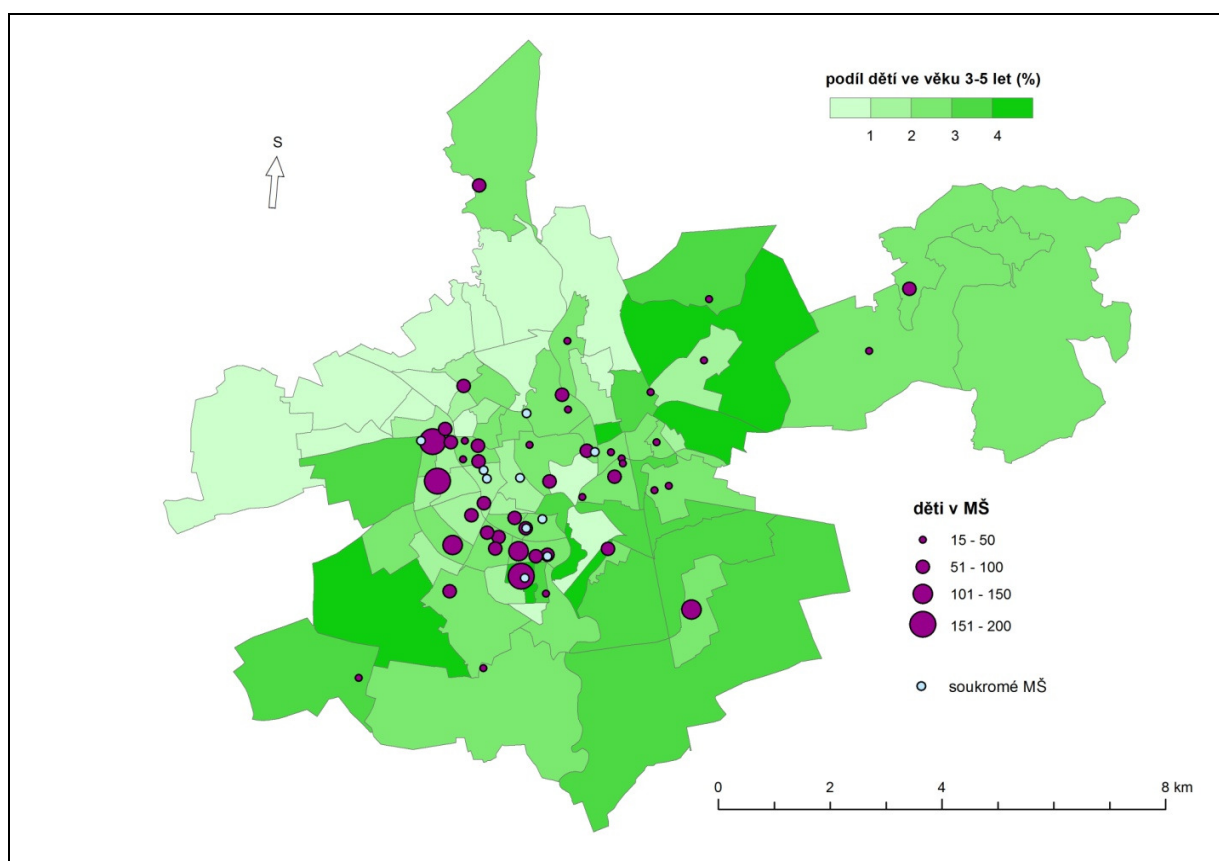 podíl dětí ve věku 3-5 let (%)
1 2 3 4
S
děti v MŠ
15 - 50
51 - 100
101 - 150
151 - 200
soukromé MŠ
0 2 4 6 8 km